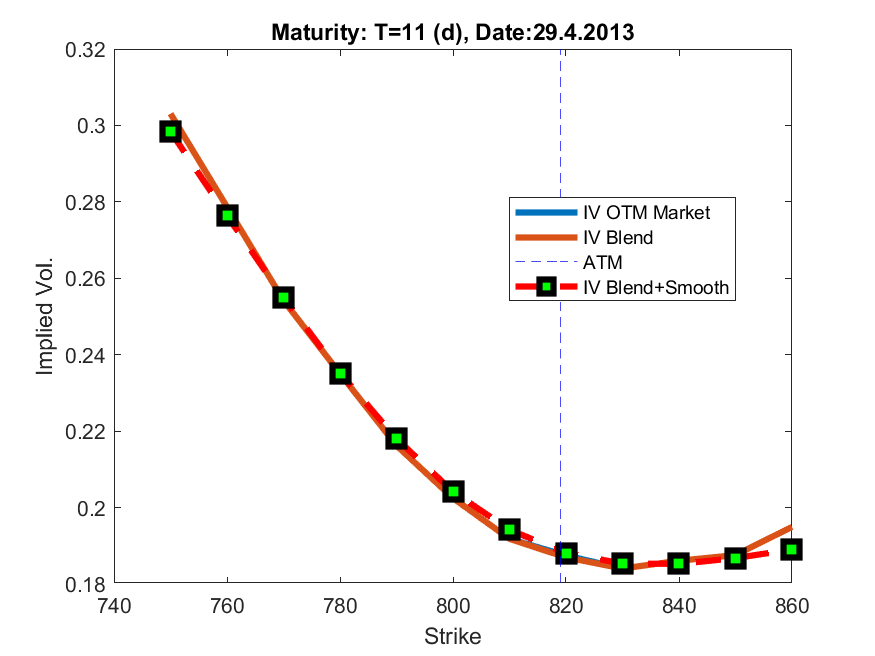 Maturity: T=11 (d), Date:29.4.2013
0.32
0.3
0.28
0.26
0.24
0.22
0.2
0.18
Implied Vol.
IV OTM Market
IV Blend
ATM
IV Blend+Smooth
740
760
780
800
820
840
860
Strike